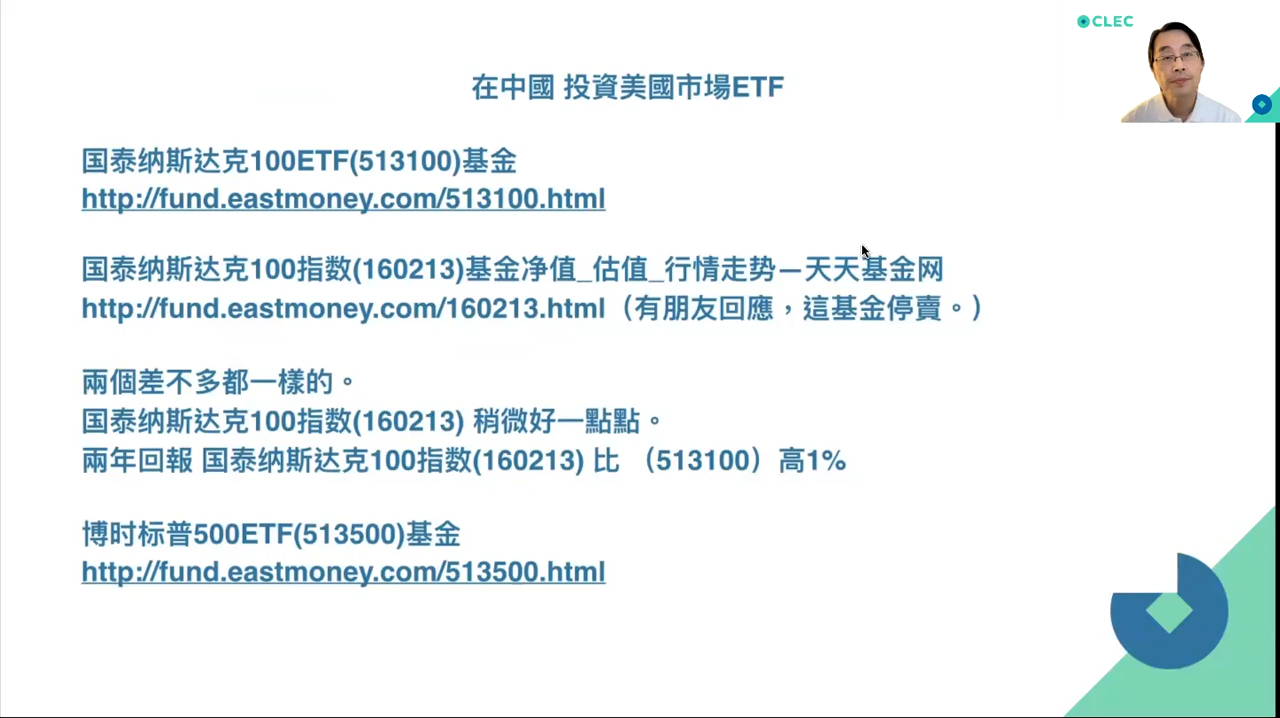 CLEC
在中國 投資美國市場ETF
国泰纳斯达克100ETF(513100)基金
http://fund.eastmoney.com/513100.html
国泰纳斯达克100指数(160213)基金净值_估值_行情走势—天天基金网
http://fund.eastmoney.com/160213.html（有朋友回應，這基金停賣。）
兩個差不多都一樣的。
国泰纳斯达克100指数(160213) 稍微好一點點。
兩年回報 国泰纳斯达克100指数(160213) 比 （513100）高1%
博时标普500ETF(513500)基金
http://fund.eastmoney.com/513500.html